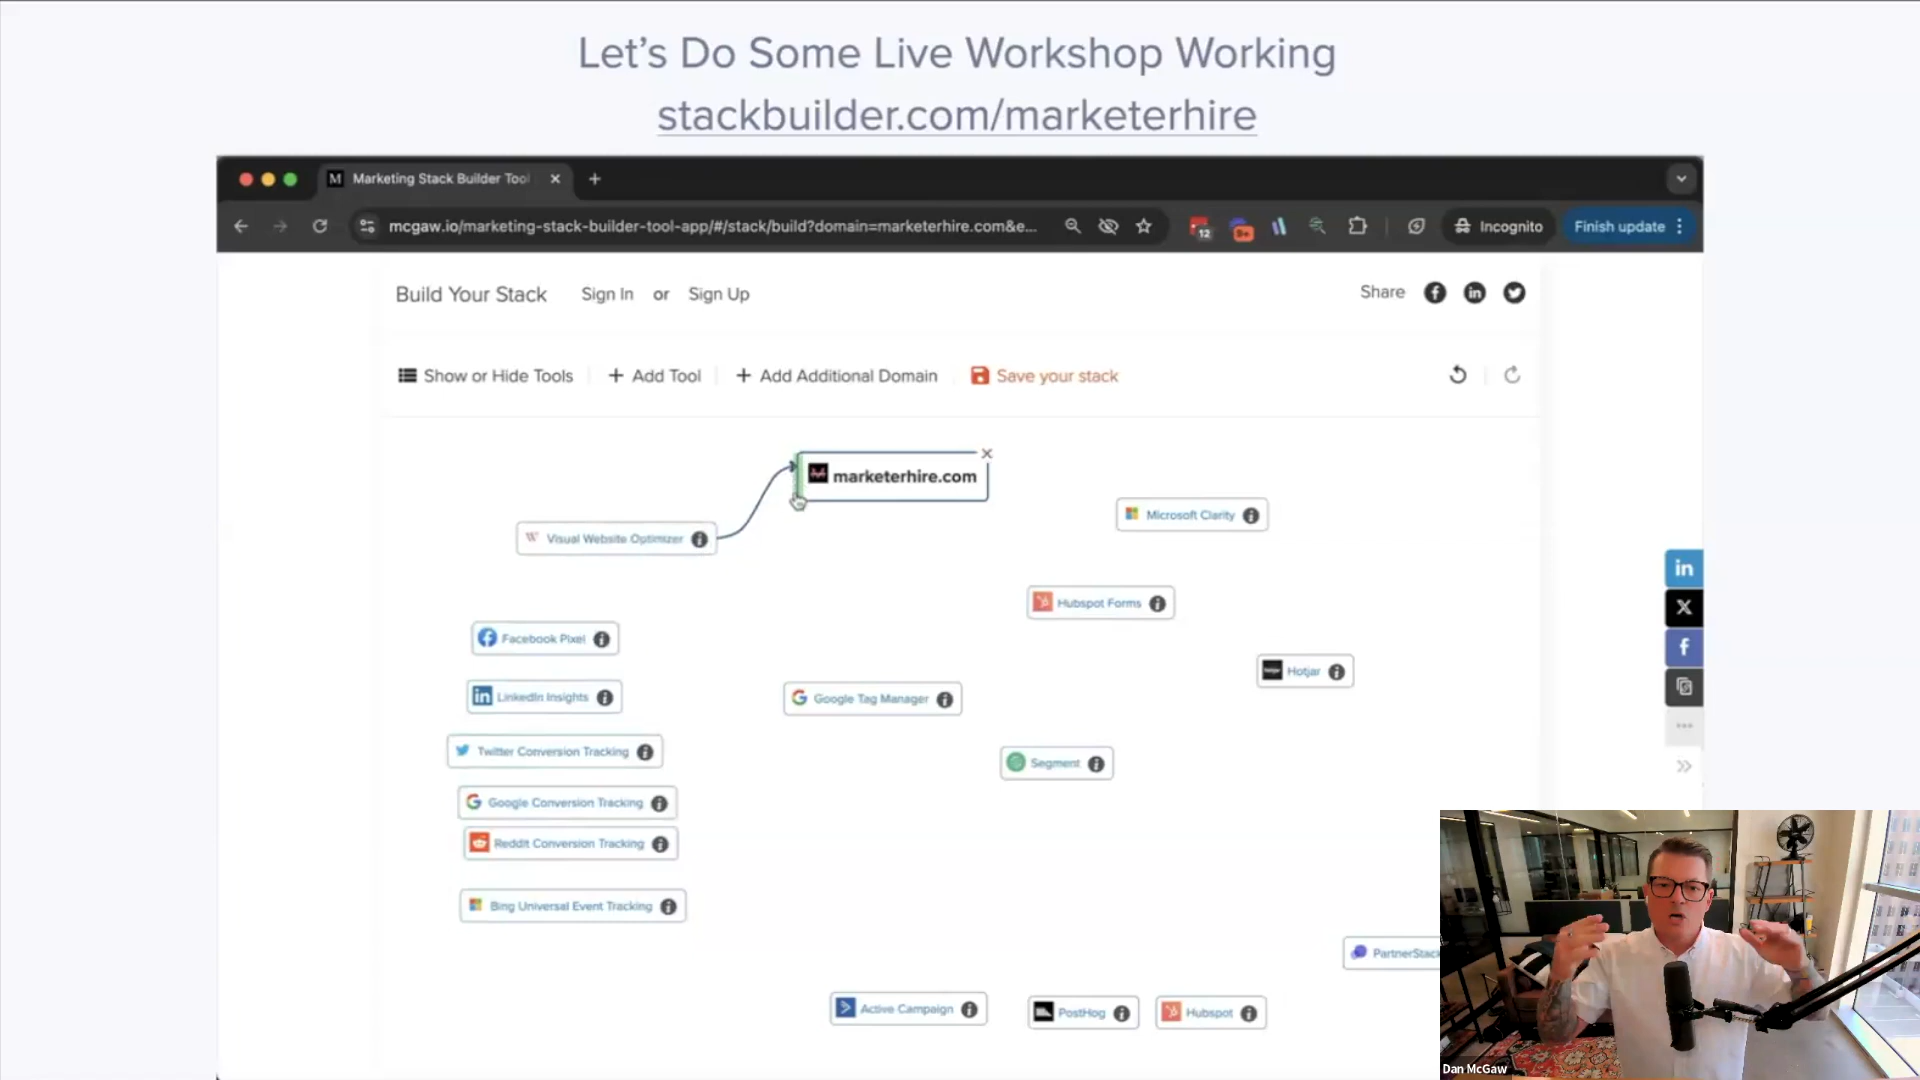 Let's Do Some Live Workshop Working
stackbuilder.com/marketerhire
Marketing Stack Builder Tool
mcgaw.io/marketing-stack-builder-tool-app/#/stack/build?domain=marketerhire.com&e...
12
9+
Incognito
Finish update
Build Your Stack
Sign In or Sign Up
Share
Show or Hide Tools
Add Tool
Add Additional Domain
Save your stack
marketerhire.com
Microsoft Clarity
Visual Website Optimizer
Hubspot Forms
Facebook Pixel
Hotjar
LinkedIn Insights
Google Tag Manager
Twitter Conversion Tracking
Segment
Google Conversion Tracking
Reddit Conversion Tracking
Bing Universal Event Tracking
PartnerStack
Active Campaign
PostHog
Hubspot
Dan McGaw